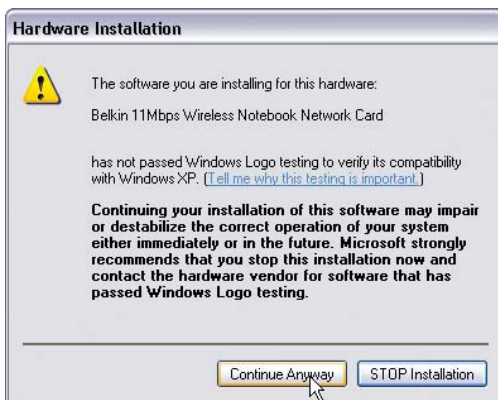 Hardware Installation
The software you are installing for this hardware:
Belkin 11Mbps Wireless Notebook Network Card
has not passed Windows Logo testing to verify its compatibility
with Windows XP. (Tell me why this testing is important.)
Continuing your installation of this software may impair
or destabilize the correct operation of your system
either immediately or in the future. Microsoft strongly
recommends that you stop this installation now and
contact the hardware vendor for software that has
passed Windows Logo testing.
Continue Anyway
STOP Installation